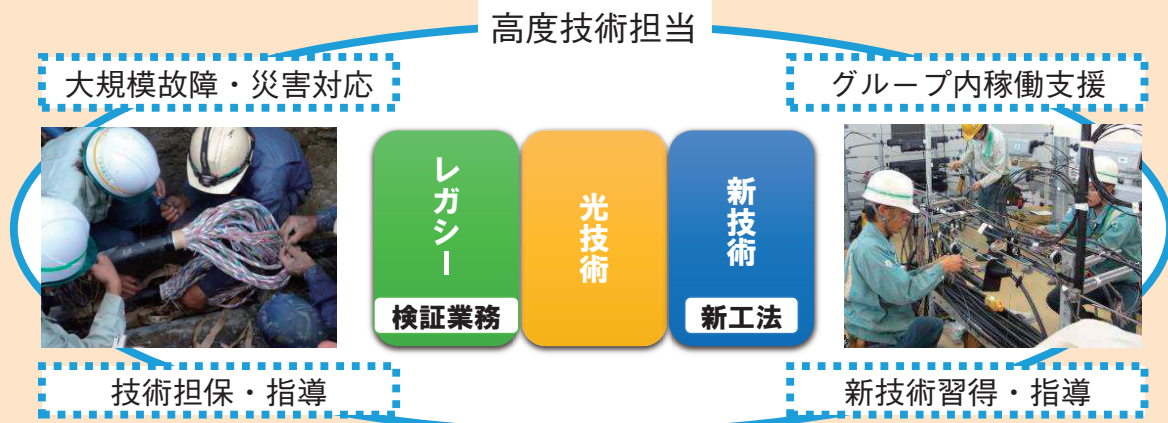 高度技術担当
大規模故障・災害対応
グループ内稼働支援
レガシー
検証業務
光技術
新技術
新工法
技術担保・指導
新技術習得・指導